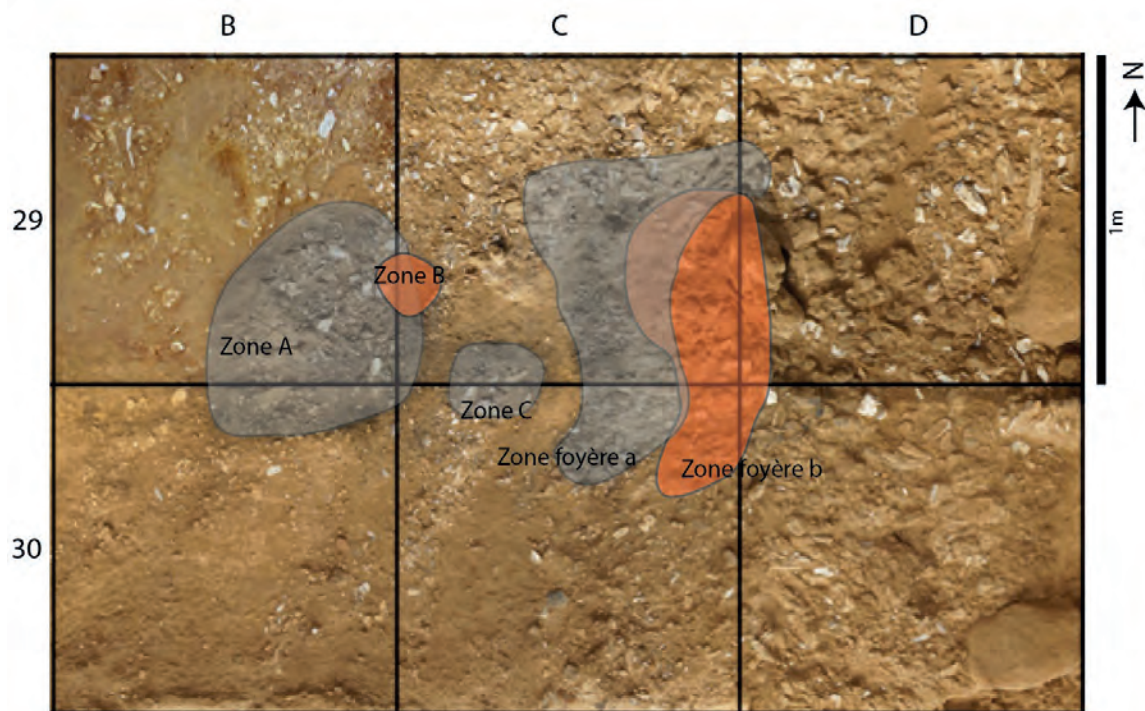 B C D
N
29
1m
Zone B
Zone A
Zone C
Zone foyère a
Zone foyère b
30